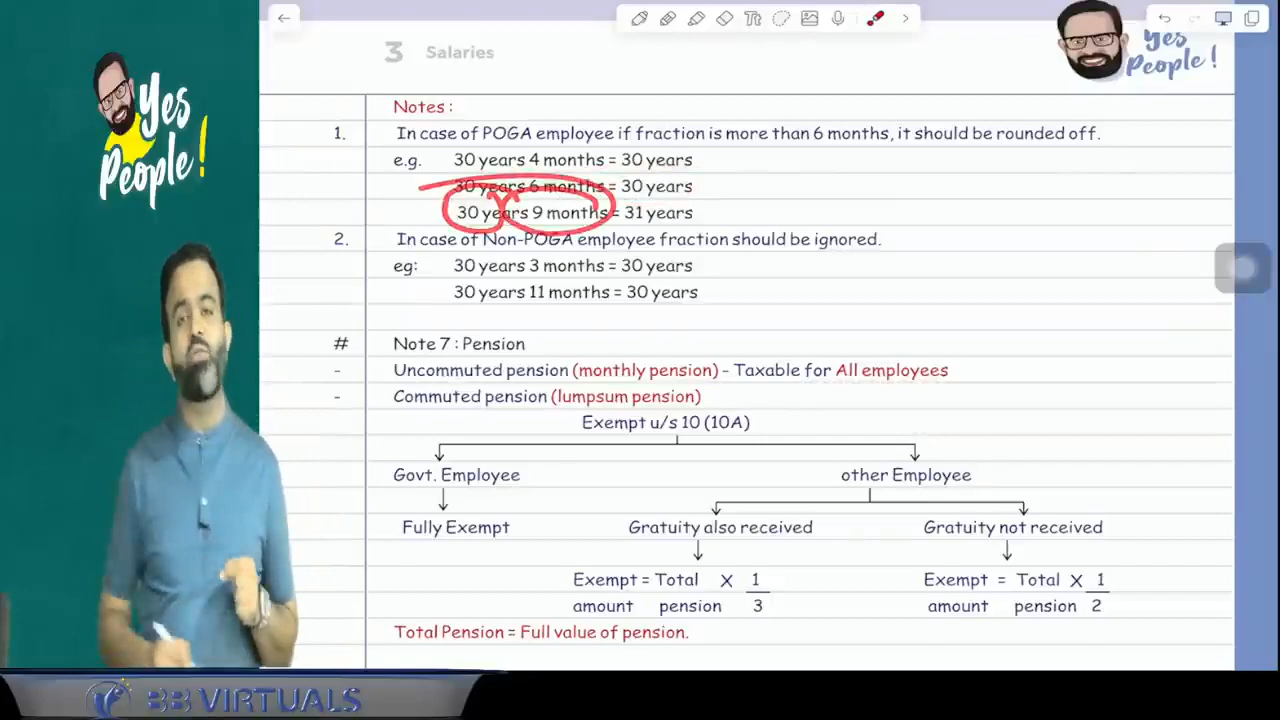 Yes People !
3 Salaries
Yes People !
Notes :
1. In case of POGA employee if fraction is more than 6 months, it should be rounded off.
e.g. 30 years 4 months = 30 years
30 years 6 months = 30 years
30 years 9 months = 31 years
2. In case of Non-POGA employee fraction should be ignored.
eg: 30 years 3 months = 30 years
30 years 11 months = 30 years
# Note 7 : Pension
- Uncommuted pension (monthly pension) - Taxable for All employees
- Commuted pension (lumpsum pension)
Exempt u/s 10 (10A)
Govt. Employee other Employee
Fully Exempt Gratuity also received Gratuity not received
Exempt = Total X 1 Exempt = Total X 1
amount pension 3 amount pension 2
Total Pension = Full value of pension.
BB VIRTUALS